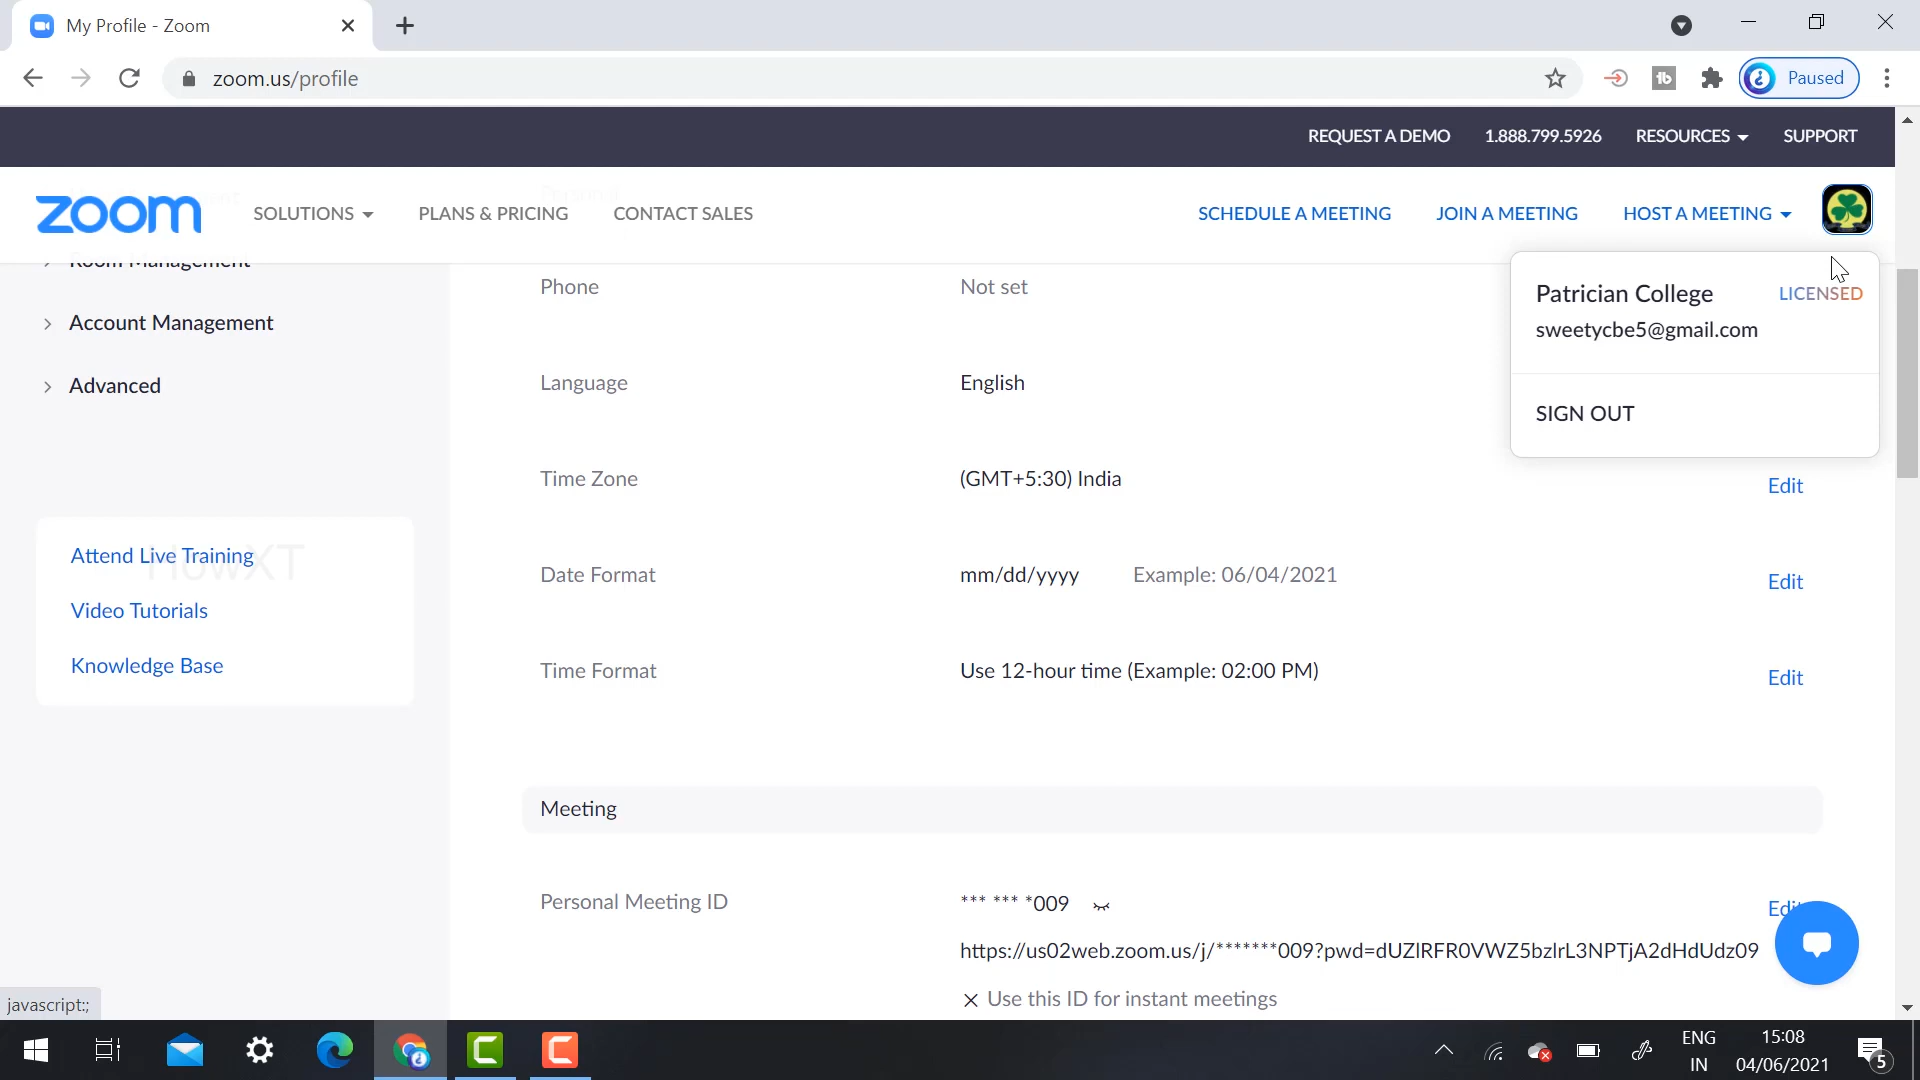 My Profile - Zoom
zoom.us/profile
Paused
REQUEST A DEMO 1.888.799.5926 RESOURCES SUPPORT
zoom SOLUTIONS PLANS & PRICING CONTACT SALES SCHEDULE A MEETING JOIN A MEETING HOST A MEETING
Room Management
Account Management
Advanced
Attend Live Training
HowXT
Video Tutorials
Knowledge Base
Phone Not set
Language English
Time Zone (GMT+5:30) India Edit
Date Format mm/dd/yyyy Example: 06/04/2021 Edit
Time Format Use 12-hour time (Example: 02:00 PM) Edit
Meeting
Personal Meeting ID *** *** *009 Edit
https://us02web.zoom.us/j/*******009?pwd=dUZlRFR0VWZ5bzlrL3NPTjA2dHdUdz09
Use this ID for instant meetings
Patrician College LICENSED
sweetycbe5@gmail.com
SIGN OUT
javascript:;
ENG
IN
15:08
04/06/2021
5